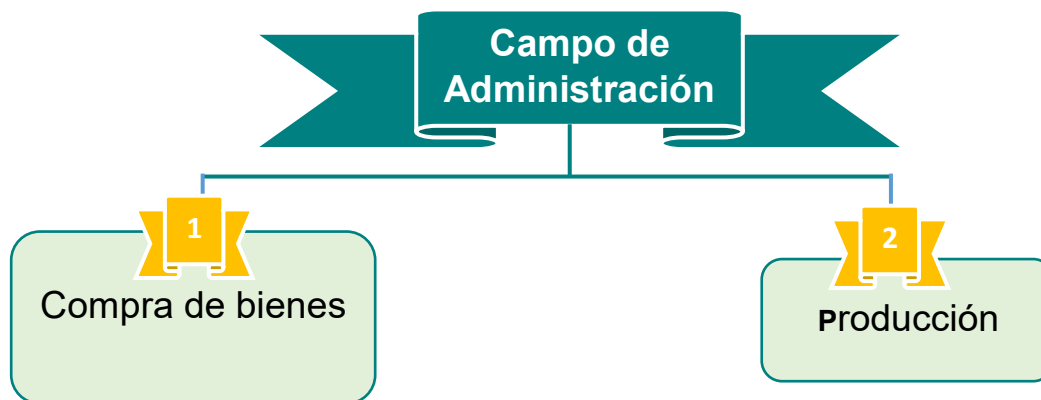 Campo de
Administración
1
Compra de bienes
2
Producción